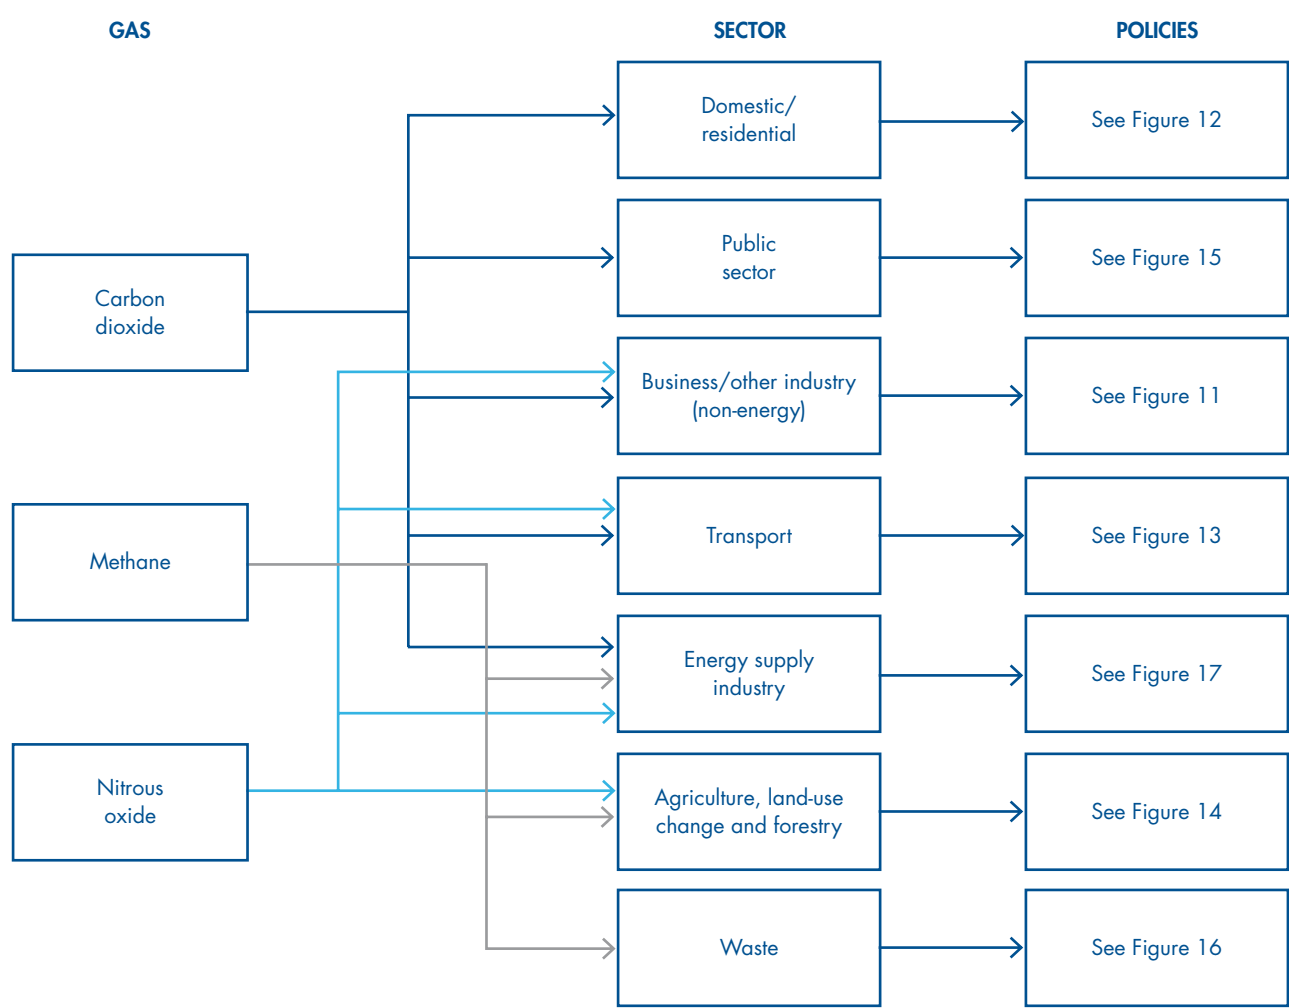 GAS
SECTOR
POLICIES
Domestic/
residential
See Figure 12
Public
sector
See Figure 15
Carbon
dioxide
Business/other industry
(non-energy)
See Figure 11
Methane
Transport
See Figure 13
Energy supply
industry
See Figure 17
Nitrous
oxide
Agriculture, land-use
change and forestry
See Figure 14
Waste
See Figure 16